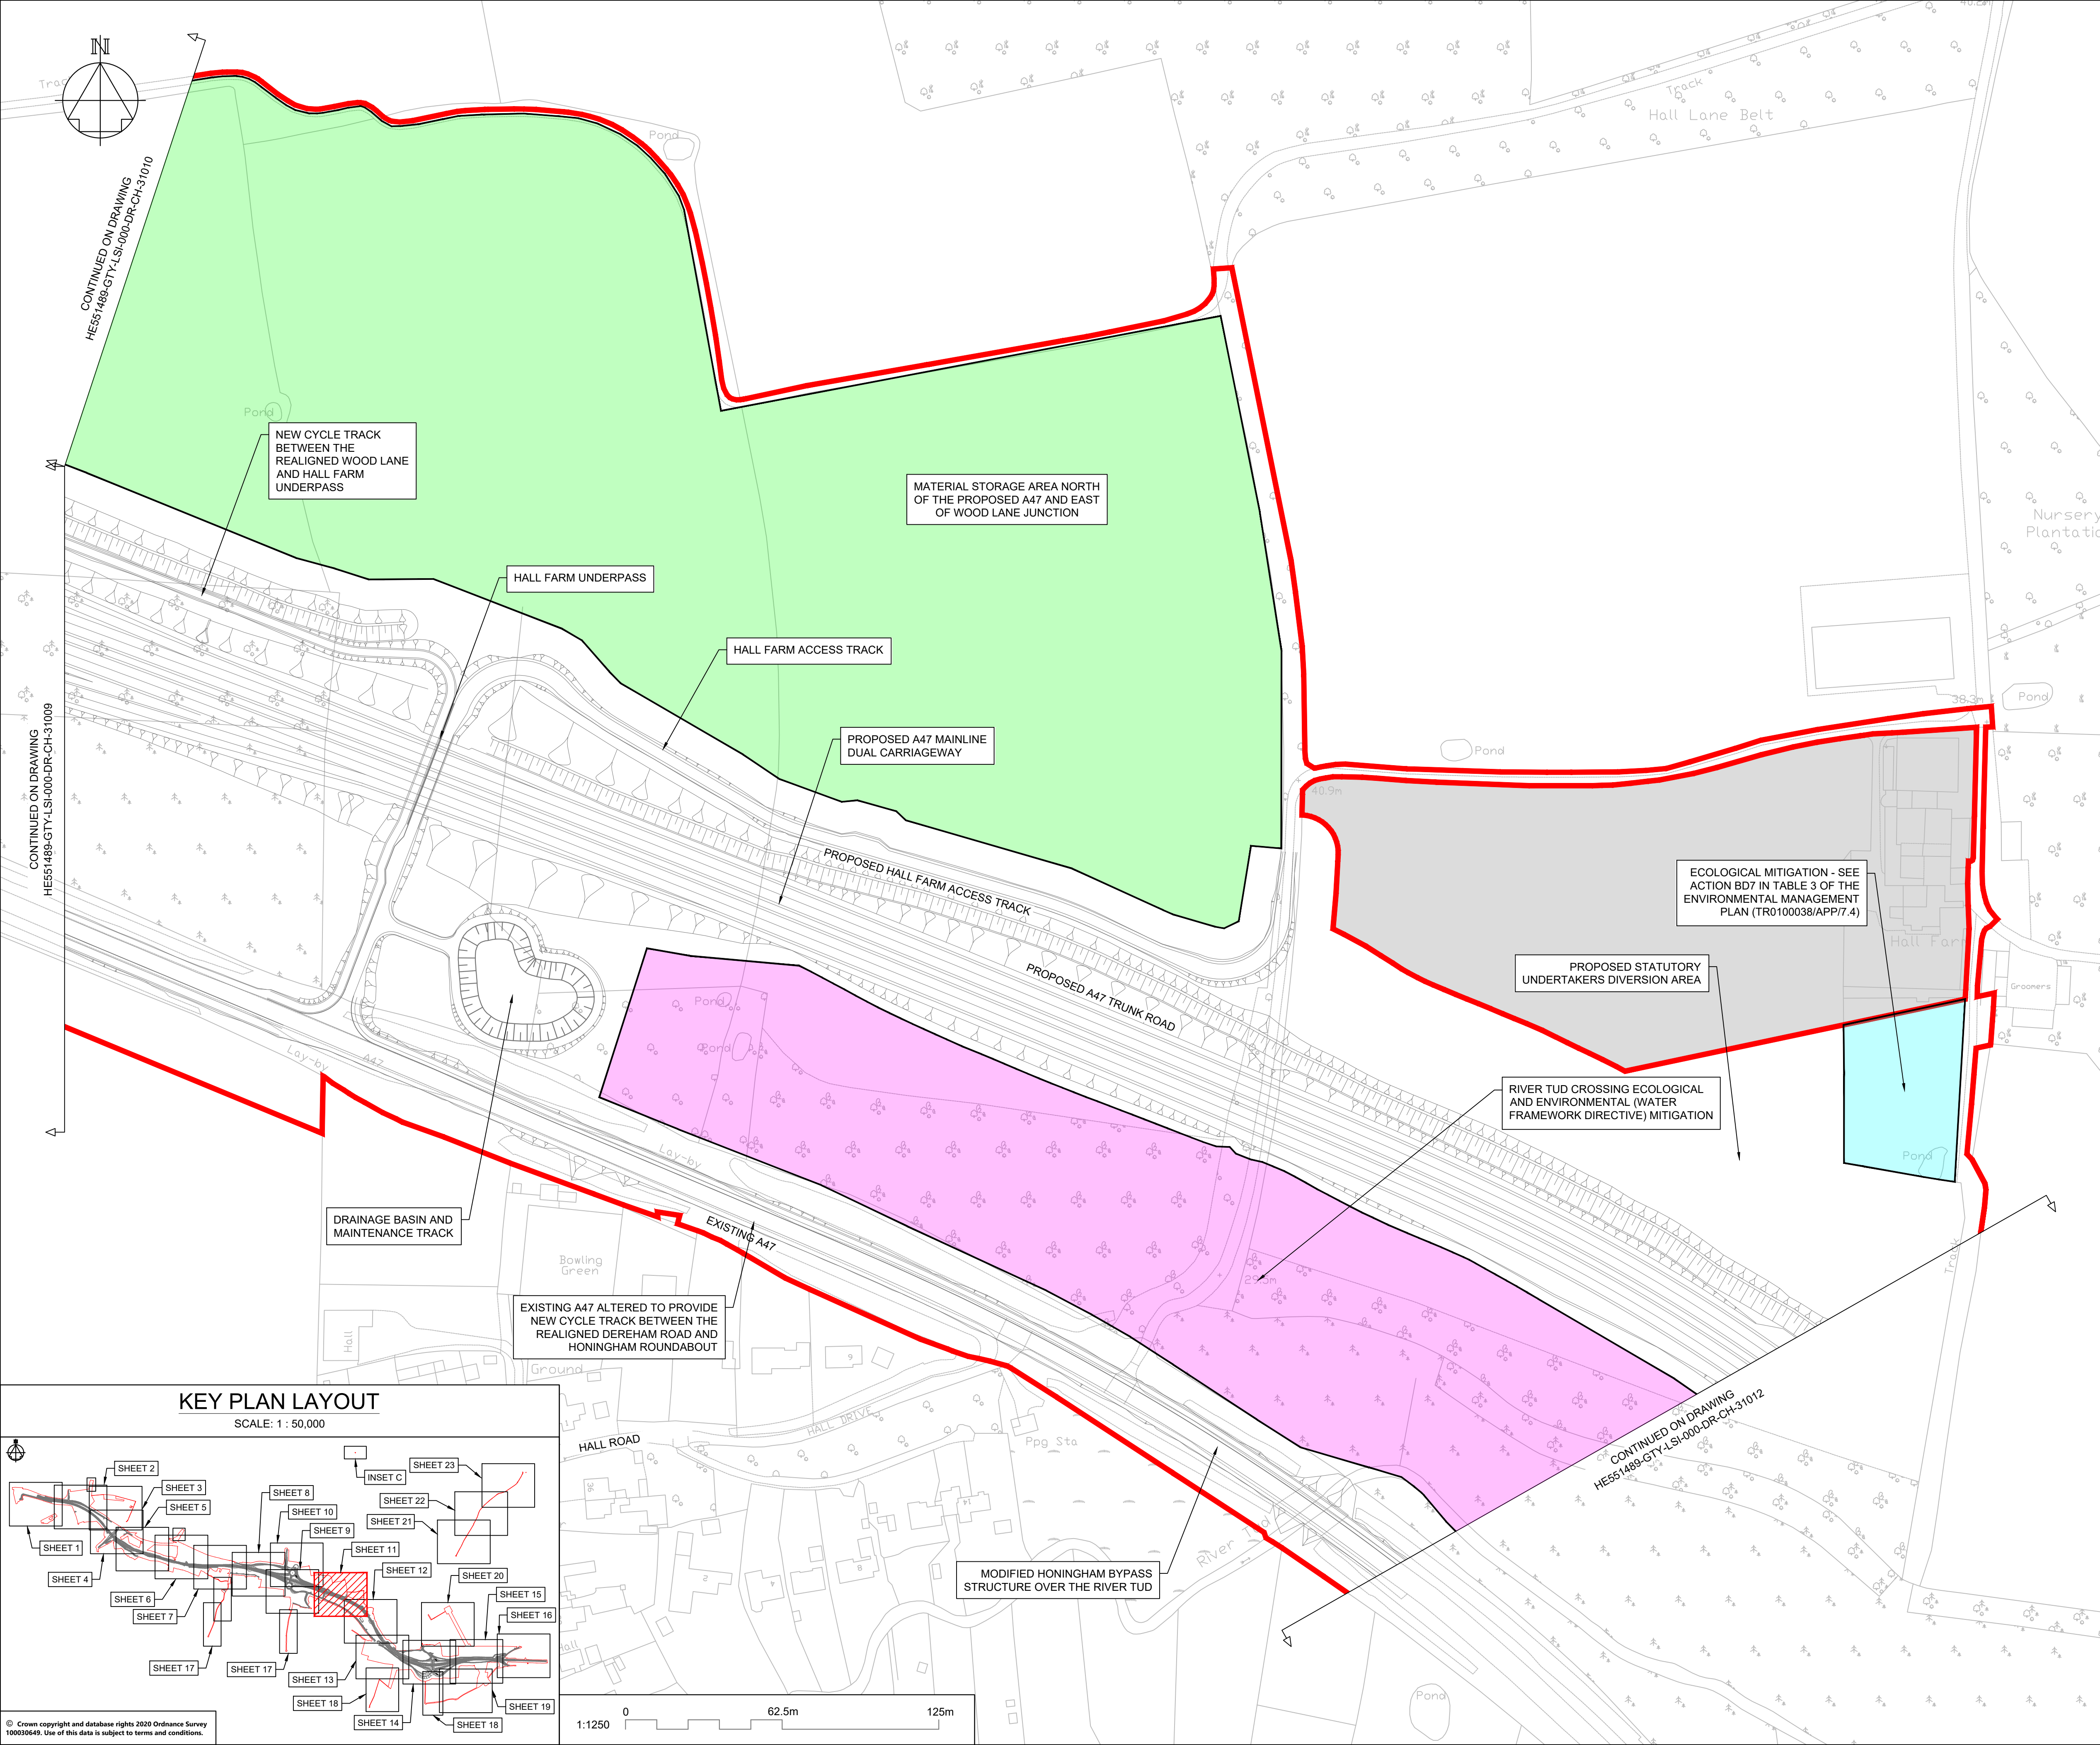 N
Track
Hall Lane Belt
Pond
CONTINUED ON DRAWING
HE551489-GTY-LSI-000-DR-CH-31010
Pond
NEW CYCLE TRACK
BETWEEN THE
REALIGNED WOOD LANE
AND HALL FARM
UNDERPASS
MATERIAL STORAGE AREA NORTH
OF THE PROPOSED A47 AND EAST
OF WOOD LANE JUNCTION
Nursery
HALL FARM UNDERPASS
HALL FARM ACCESS TRACK
38.3m
Pond
PROPOSED A47 MAINLINE
DUAL CARRIAGEWAY
Pond
40.9m
CONTINUED ON DRAWING
HE551489-GTY-LSI-000-DR-CH-31009
PROPOSED HALL FARM ACCESS TRACK
ECOLOGICAL MITIGATION - SEE
ACTION BD7 IN TABLE 3 OF THE
ENVIRONMENTAL MANAGEMENT
PLAN (TR0100038/APP/7.4)
Hall Farm
PROPOSED STATUTORY
UNDERTAKERS DIVERSION AREA
Groomers
PROPOSED A47 TRUNK ROAD
Pond
Pond
Lay-by
A47
RIVER TUD CROSSING ECOLOGICAL
AND ENVIRONMENTAL (WATER
FRAMEWORK DIRECTIVE) MITIGATION
Pond
Lay-by
DRAINAGE BASIN AND
MAINTENANCE TRACK
EXISTING A47
Bowling
Green
Track
EXISTING A47 ALTERED TO PROVIDE
NEW CYCLE TRACK BETWEEN THE
REALIGNED DEREHAM ROAD AND
HONINGHAM ROUNDABOUT
Hall
Ground
9
HALL DRIVE
HALL ROAD
Ppg Sta
CONTINUED ON DRAWING
HE551489-GTY-LSI-000-DR-CH-31012
36
14
2
4
River Tud
MODIFIED HONINGHAM BYPASS
STRUCTURE OVER THE RIVER TUD
Pond
KEY PLAN LAYOUT
SCALE: 1 : 50,000
SHEET 2
SHEET 3
SHEET 5
SHEET 8
SHEET 10
SHEET 9
SHEET 11
SHEET 12
INSET C
SHEET 23
SHEET 22
SHEET 21
SHEET 1
SHEET 4
SHEET 6
SHEET 7
SHEET 20
SHEET 15
SHEET 16
SHEET 17
SHEET 17
SHEET 13
SHEET 18
SHEET 14
SHEET 18
SHEET 19
© Crown copyright and database rights 2020 Ordnance Survey
100030649. Use of this data is subject to terms and conditions.
1:1250
0
62.5m
125m